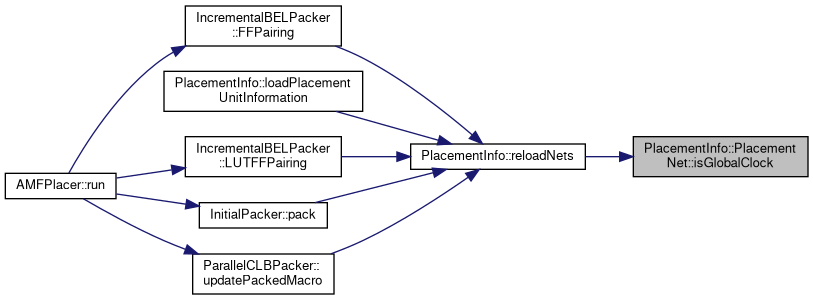 IncrementalBELPacker
::FFPairing
PlacementInfo::loadPlacement
UnitInformation
IncrementalBELPacker
::LUTFFPairing
AMFPlacer::run
InitialPacker::pack
ParallelCLBPacker::
updatePackedMacro
PlacementInfo::reloadNets
PlacementInfo::Placement
Net::isGlobalClock